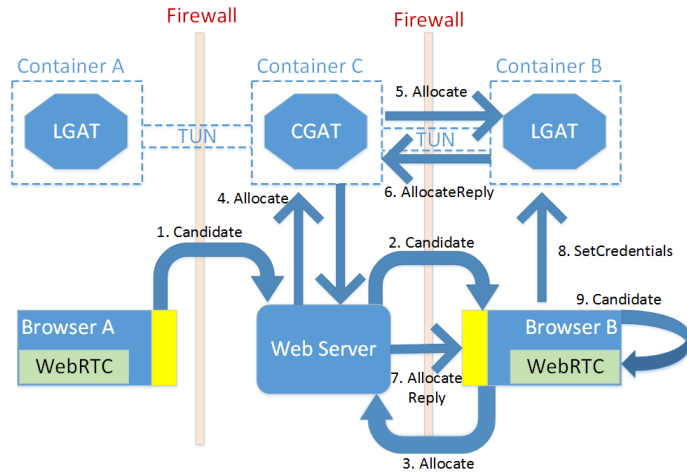 Firewall
Firewall
Container A
Container C
Container B
5. Allocate
LGAT
CGAT
LGAT
TUN
TUN
6. AllocateReply
4. Allocate
1. Candidate
2. Candidate
8. SetCredentials
9. Candidate
Browser A
Web Server
Browser B
WebRTC
WebRTC
7. Allocate
Reply
3. Allocate